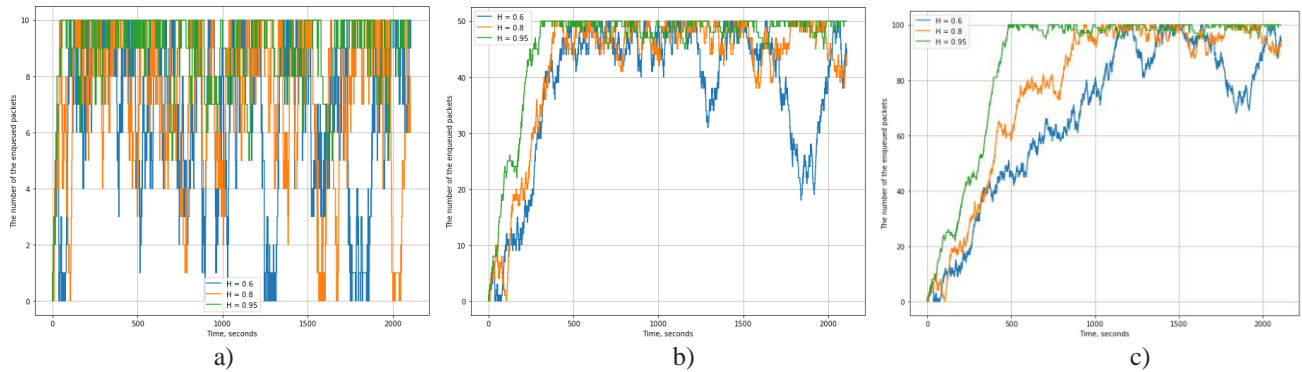 The number of the enqueued packets
10
8
6
4
2
0
H = 0.6
H = 0.8
H = 0.95
0
500
1000
1500
2000
Time, seconds
a)
The number of the enqueued packets
50
40
30
20
10
0
H = 0.6
H = 0.8
H = 0.95
0
500
1000
1500
2000
Time, seconds
b)
The number of the enqueued packets
100
80
60
40
20
0
H = 0.6
H = 0.8
H = 0.95
0
500
1000
1500
2000
Time, seconds
c)